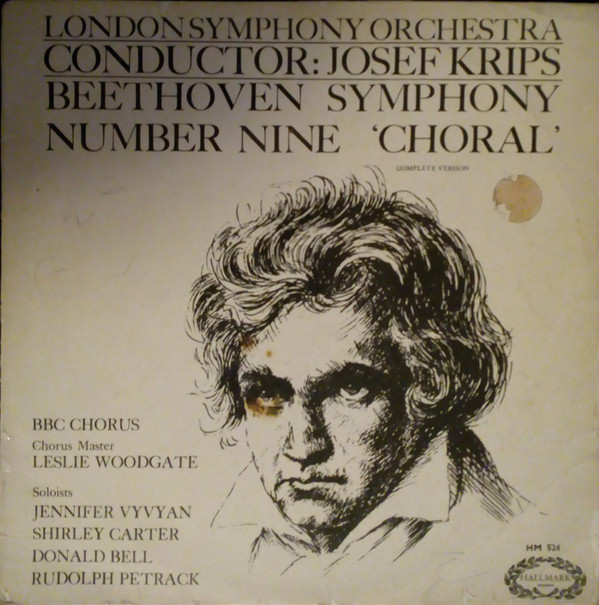 LONDON SYMPHONY ORCHESTRA
CONDUCTOR: JOSEF KRIPS
BEETHOVEN SYMPHONY
NUMBER NINE ‘CHORAL’
COMPLETE VERSION
BBC CHORUS
Chorus Master
LESLIE WOODGATE
Soloists
JENNIFER VYVYAN
SHIRLEY CARTER
DONALD BELL
RUDOLPH PETRACK
HM 524
HALLMARK